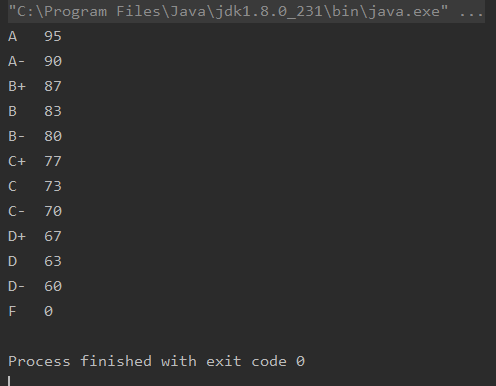 "C:\Program Files\Java\jdk1.8.0_231\bin\java.exe" ...
A 95
A- 90
B+ 87
B 83
B- 80
C+ 77
C 73
C- 70
D+ 67
D 63
D- 60
F 0
Process finished with exit code 0